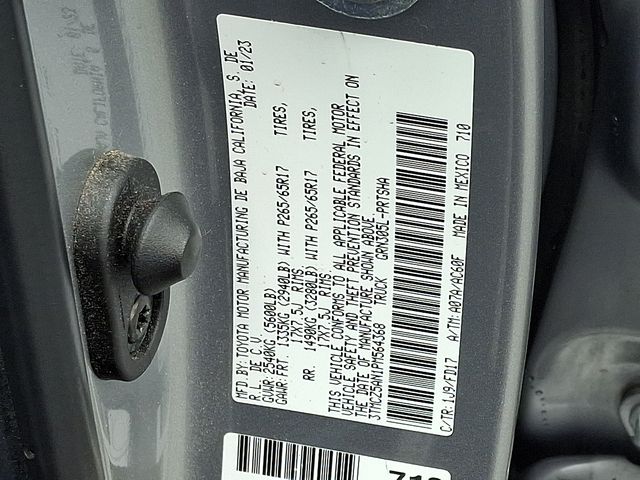 MFD.BY:TOYOTA MOTOR MANUFACTURING DE BAJA CALIFORNIA, S. DE
R.L. DE C.V. DATE: 01/23
GVWR: 2540KG (5600LB)
GAWR: FRT. 1335KG (2940LB) WITH P265/65R17 TIRES,
17X7.5J RIMS
RR. 1490KG (3280LB) WITH P265/65R17 TIRES,
17X7.5J RIMS
THIS VEHICLE CONFORMS TO ALL APPLICABLE FEDERAL MOTOR
VEHICLE SAFETY AND THEFT PREVENTION STANDARDS IN EFFECT ON
THE DATE OF MANUFACTURE SHOWN ABOVE.
3TMCZ5AN1PM564368 TRUCK GRN305L-PRTSHA
C/TR:1J9/FD17 A/TM:A07A/AC60F MADE IN MEXICO 710